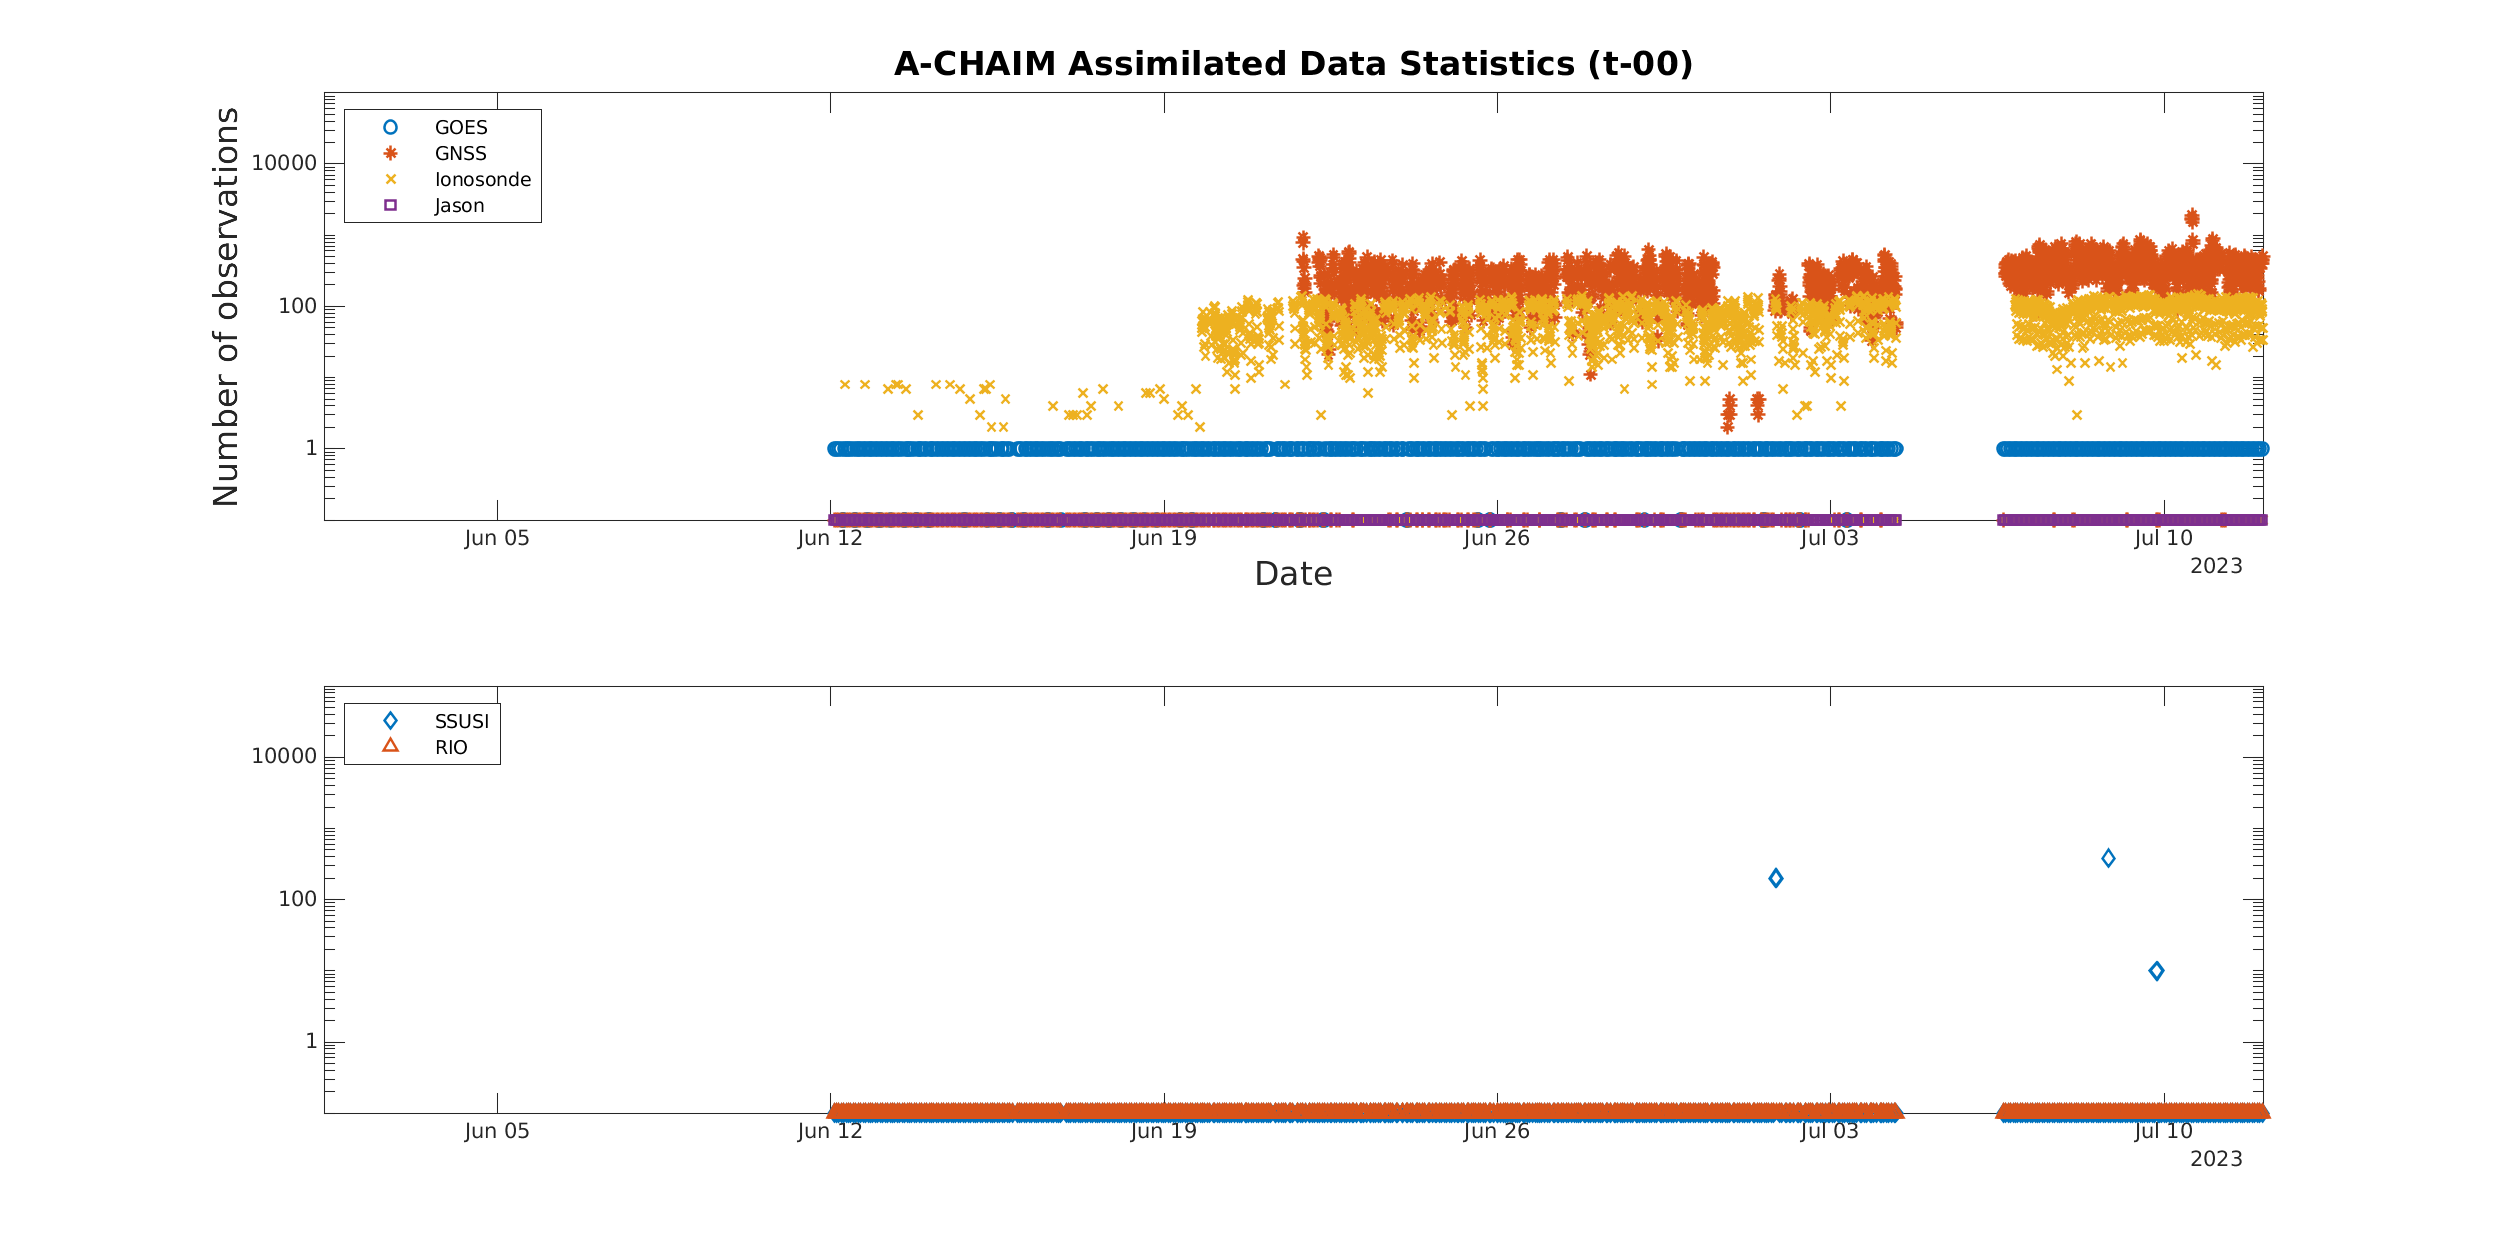 A-CHAIM Assimilated Data Statistics (t-00)
Number of observations
GOES
GNSS
Ionosonde
Jason
10000
100
1
Jun 05
Jun 12
Jun 19
Jun 26
Jul 03
Jul 10
2023
Date
SSUSI
RIO
10000
100
1
Jun 05
Jun 12
Jun 19
Jun 26
Jul 03
Jul 10
2023